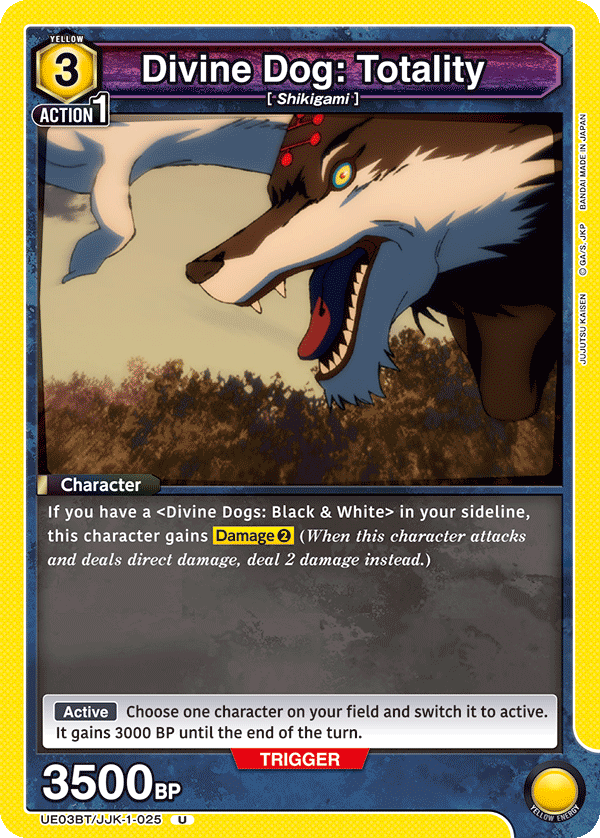 YELLOW
3
Divine Dog: Totality
[ Shikigami ]
ACTION 1
JUJUTSU KAISEN © GA/S, JKP BANDAI MADE IN JAPAN
Character
If you have a <Divine Dogs: Black & White> in your sideline,
this character gains Damage ❷ (When this character attacks
and deals direct damage, deal 2 damage instead.)
Active Choose one character on your field and switch it to active.
It gains 3000 BP until the end of the turn.
TRIGGER
3500 BP
YELLOW ENERGY
UE03BT/JJK-1-025 U